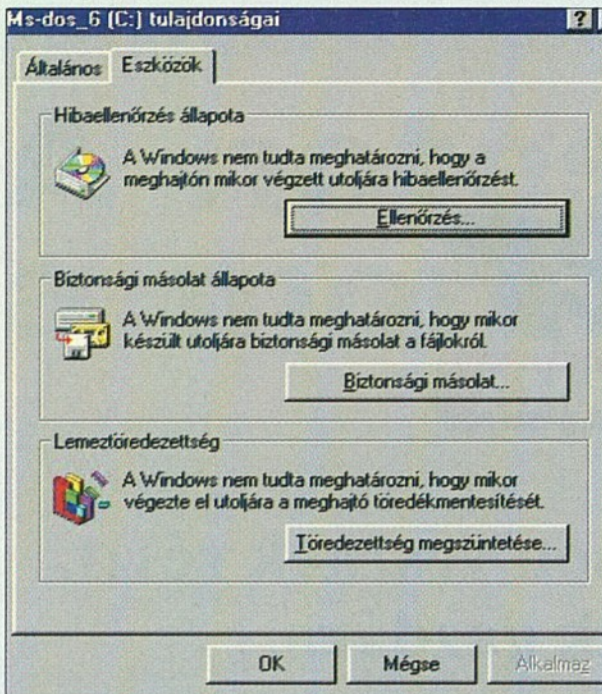 Ms-dos_6 (C:) tulajdonságai
?
Általános Eszközök
Hibaellenőrzés állapota
A Windows nem tudta meghatározni, hogy a
meghajtón mikor végzett utoljára hibaellenőrzést.
Ellenőrzés...
Biztonsági másolat állapota
A Windows nem tudta meghatározni, hogy mikor
készült utoljára biztonsági másolat a fájlokról.
Biztonsági másolat...
Lemeztöredezettség
A Windows nem tudta meghatározni, hogy mikor
végezte el utoljára a meghajtó töredékmentesítését.
Töredezettség megszüntetése...
OK Mégse Alkalmaz